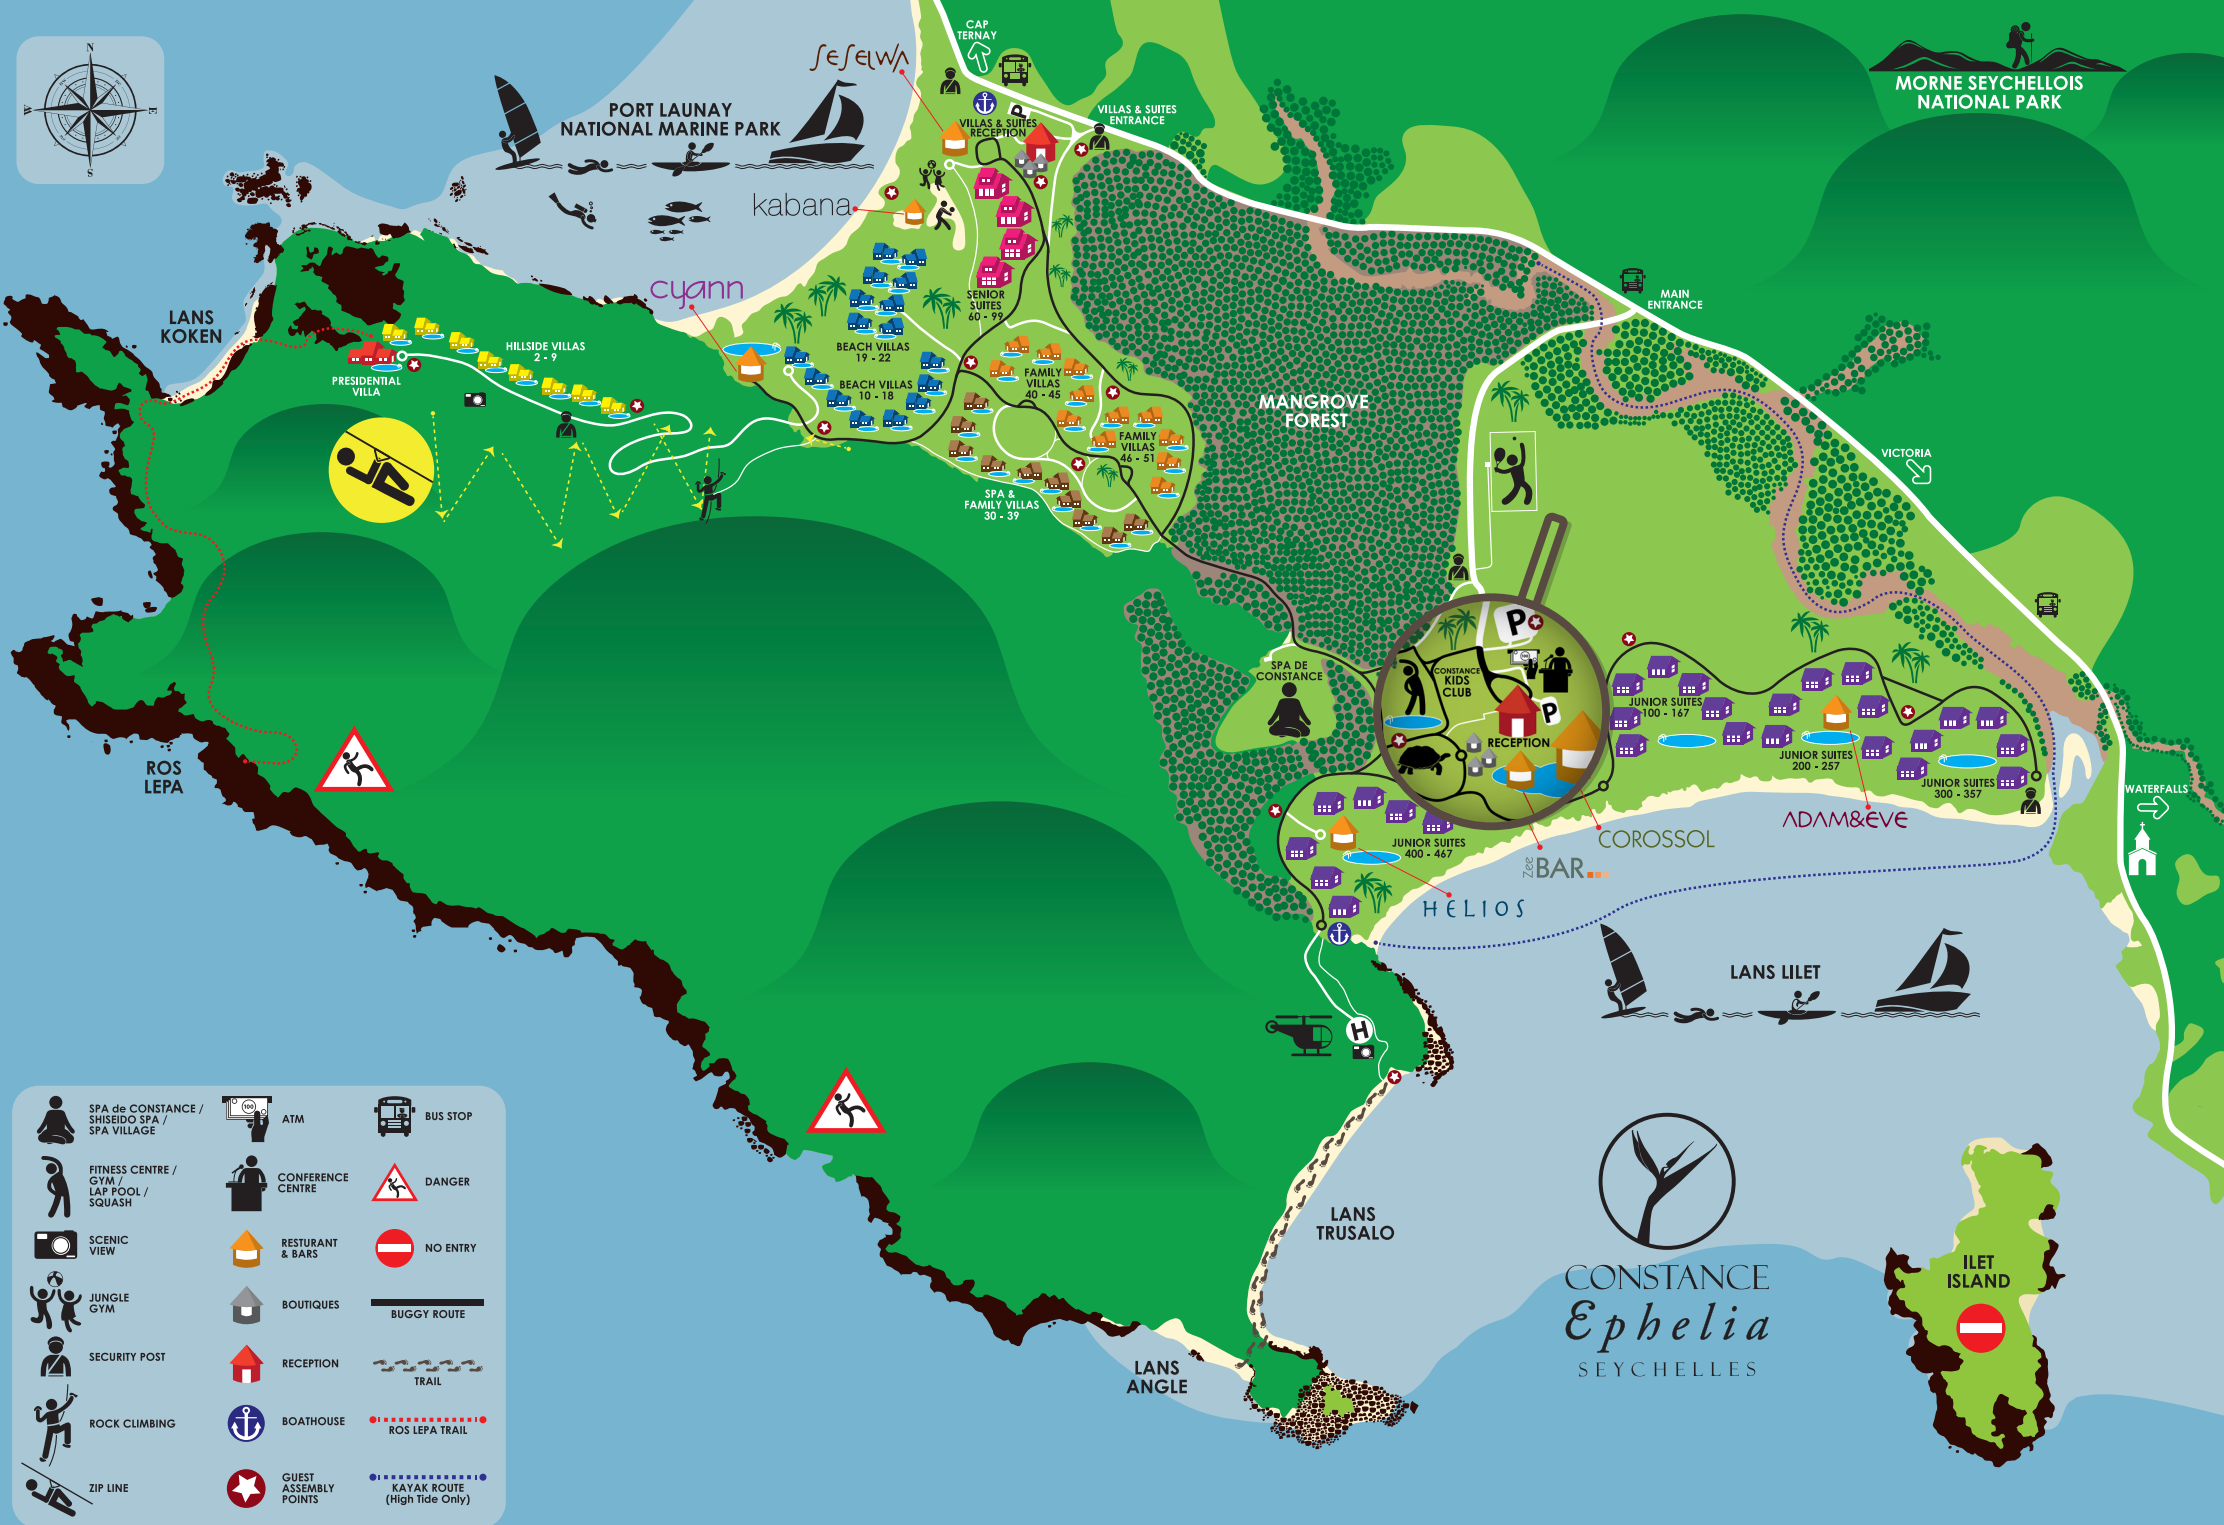 N
W
E
S
SESELWA
CAP
TERNAY
PORT LAUNAY
NATIONAL MARINE PARK
P
VILLAS & SUITES
RECEPTION
VILLAS & SUITES
ENTRANCE
MORNE SEYCHELLOIS
NATIONAL PARK
kabana
cyann
LANS
KOKEN
HILLSIDE VILLAS
2 - 9
PRESIDENTIAL
VILLA
SENIOR
SUITES
60 - 99
BEACH VILLAS
19 - 22
BEACH VILLAS
10 - 18
FAMILY
VILLAS
40 - 45
FAMILY
VILLAS
46 - 51
SPA &
FAMILY VILLAS
30 - 39
MANGROVE
FOREST
MAIN
ENTRANCE
VICTORIA
SPA DE
CONSTANCE
P
100
CONSTANCE
KIDS
CLUB
P
RECEPTION
JUNIOR SUITES
100 - 167
JUNIOR SUITES
200 - 257
JUNIOR SUITES
300 - 357
JUNIOR SUITES
400 - 467
ADAM&EVE
COROSSOL
Zee BAR
HELIOS
WATERFALLS
ROS
LEPA
LANS LILET
H
LANS
TRUSALO
LANS
ANGLE
ILET
ISLAND
CONSTANCE
Ephelia
SEYCHELLES
SPA de CONSTANCE /
SHISEIDO SPA /
SPA VILLAGE
FITNESS CENTRE /
GYM /
LAP POOL /
SQUASH
SCENIC
VIEW
JUNGLE
GYM
SECURITY POST
ROCK CLIMBING
ZIP LINE
100
ATM
CONFERENCE
CENTRE
RESTURANT
& BARS
BOUTIQUES
RECEPTION
BOATHOUSE
GUEST
ASSEMBLY
POINTS
BUS STOP
DANGER
NO ENTRY
BUGGY ROUTE
TRAIL
ROS LEPA TRAIL
KAYAK ROUTE
(High Tide Only)